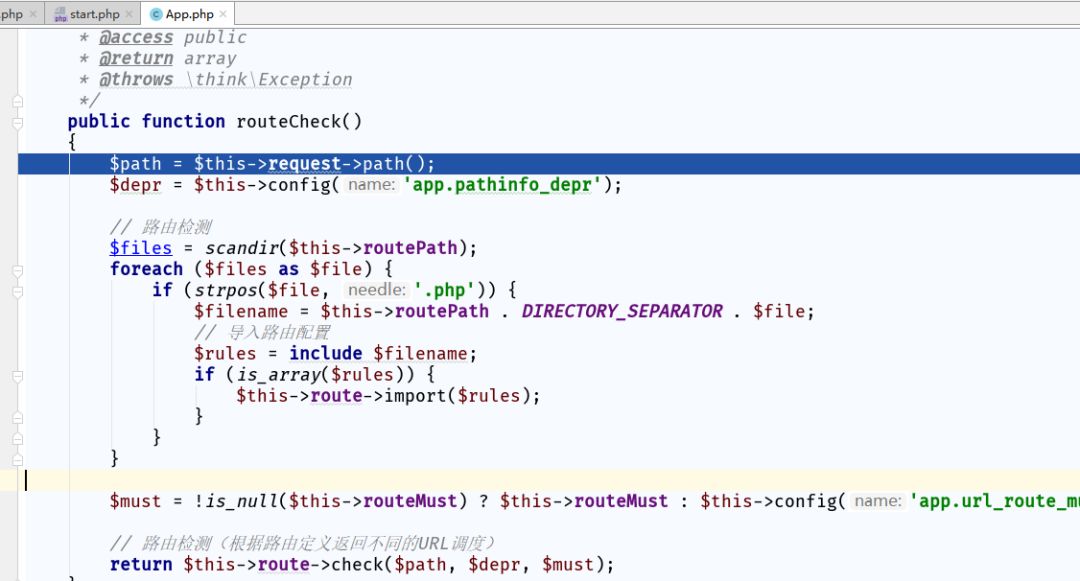 .php × start.php × App.php ×
* @access public
* @return array
* @throws \think\Exception
*/
public function routeCheck()
{
$path = $this->request->path();
$depr = $this->config( name: 'app.pathinfo_depr');
// 路由检测
$files = scandir($this->routePath);
foreach ($files as $file) {
if (strpos($file, needle: '.php')) {
$filename = $this->routePath . DIRECTORY_SEPARATOR . $file;
// 导入路由配置
$rules = include $filename;
if (is_array($rules)) {
$this->route->import($rules);
}
}
}
$must = !is_null($this->routeMust) ? $this->routeMust : $this->config( name: 'app.url_route_mu
// 路由检测（根据路由定义返回不同的URL调度）
return $this->route->check($path, $depr, $must);